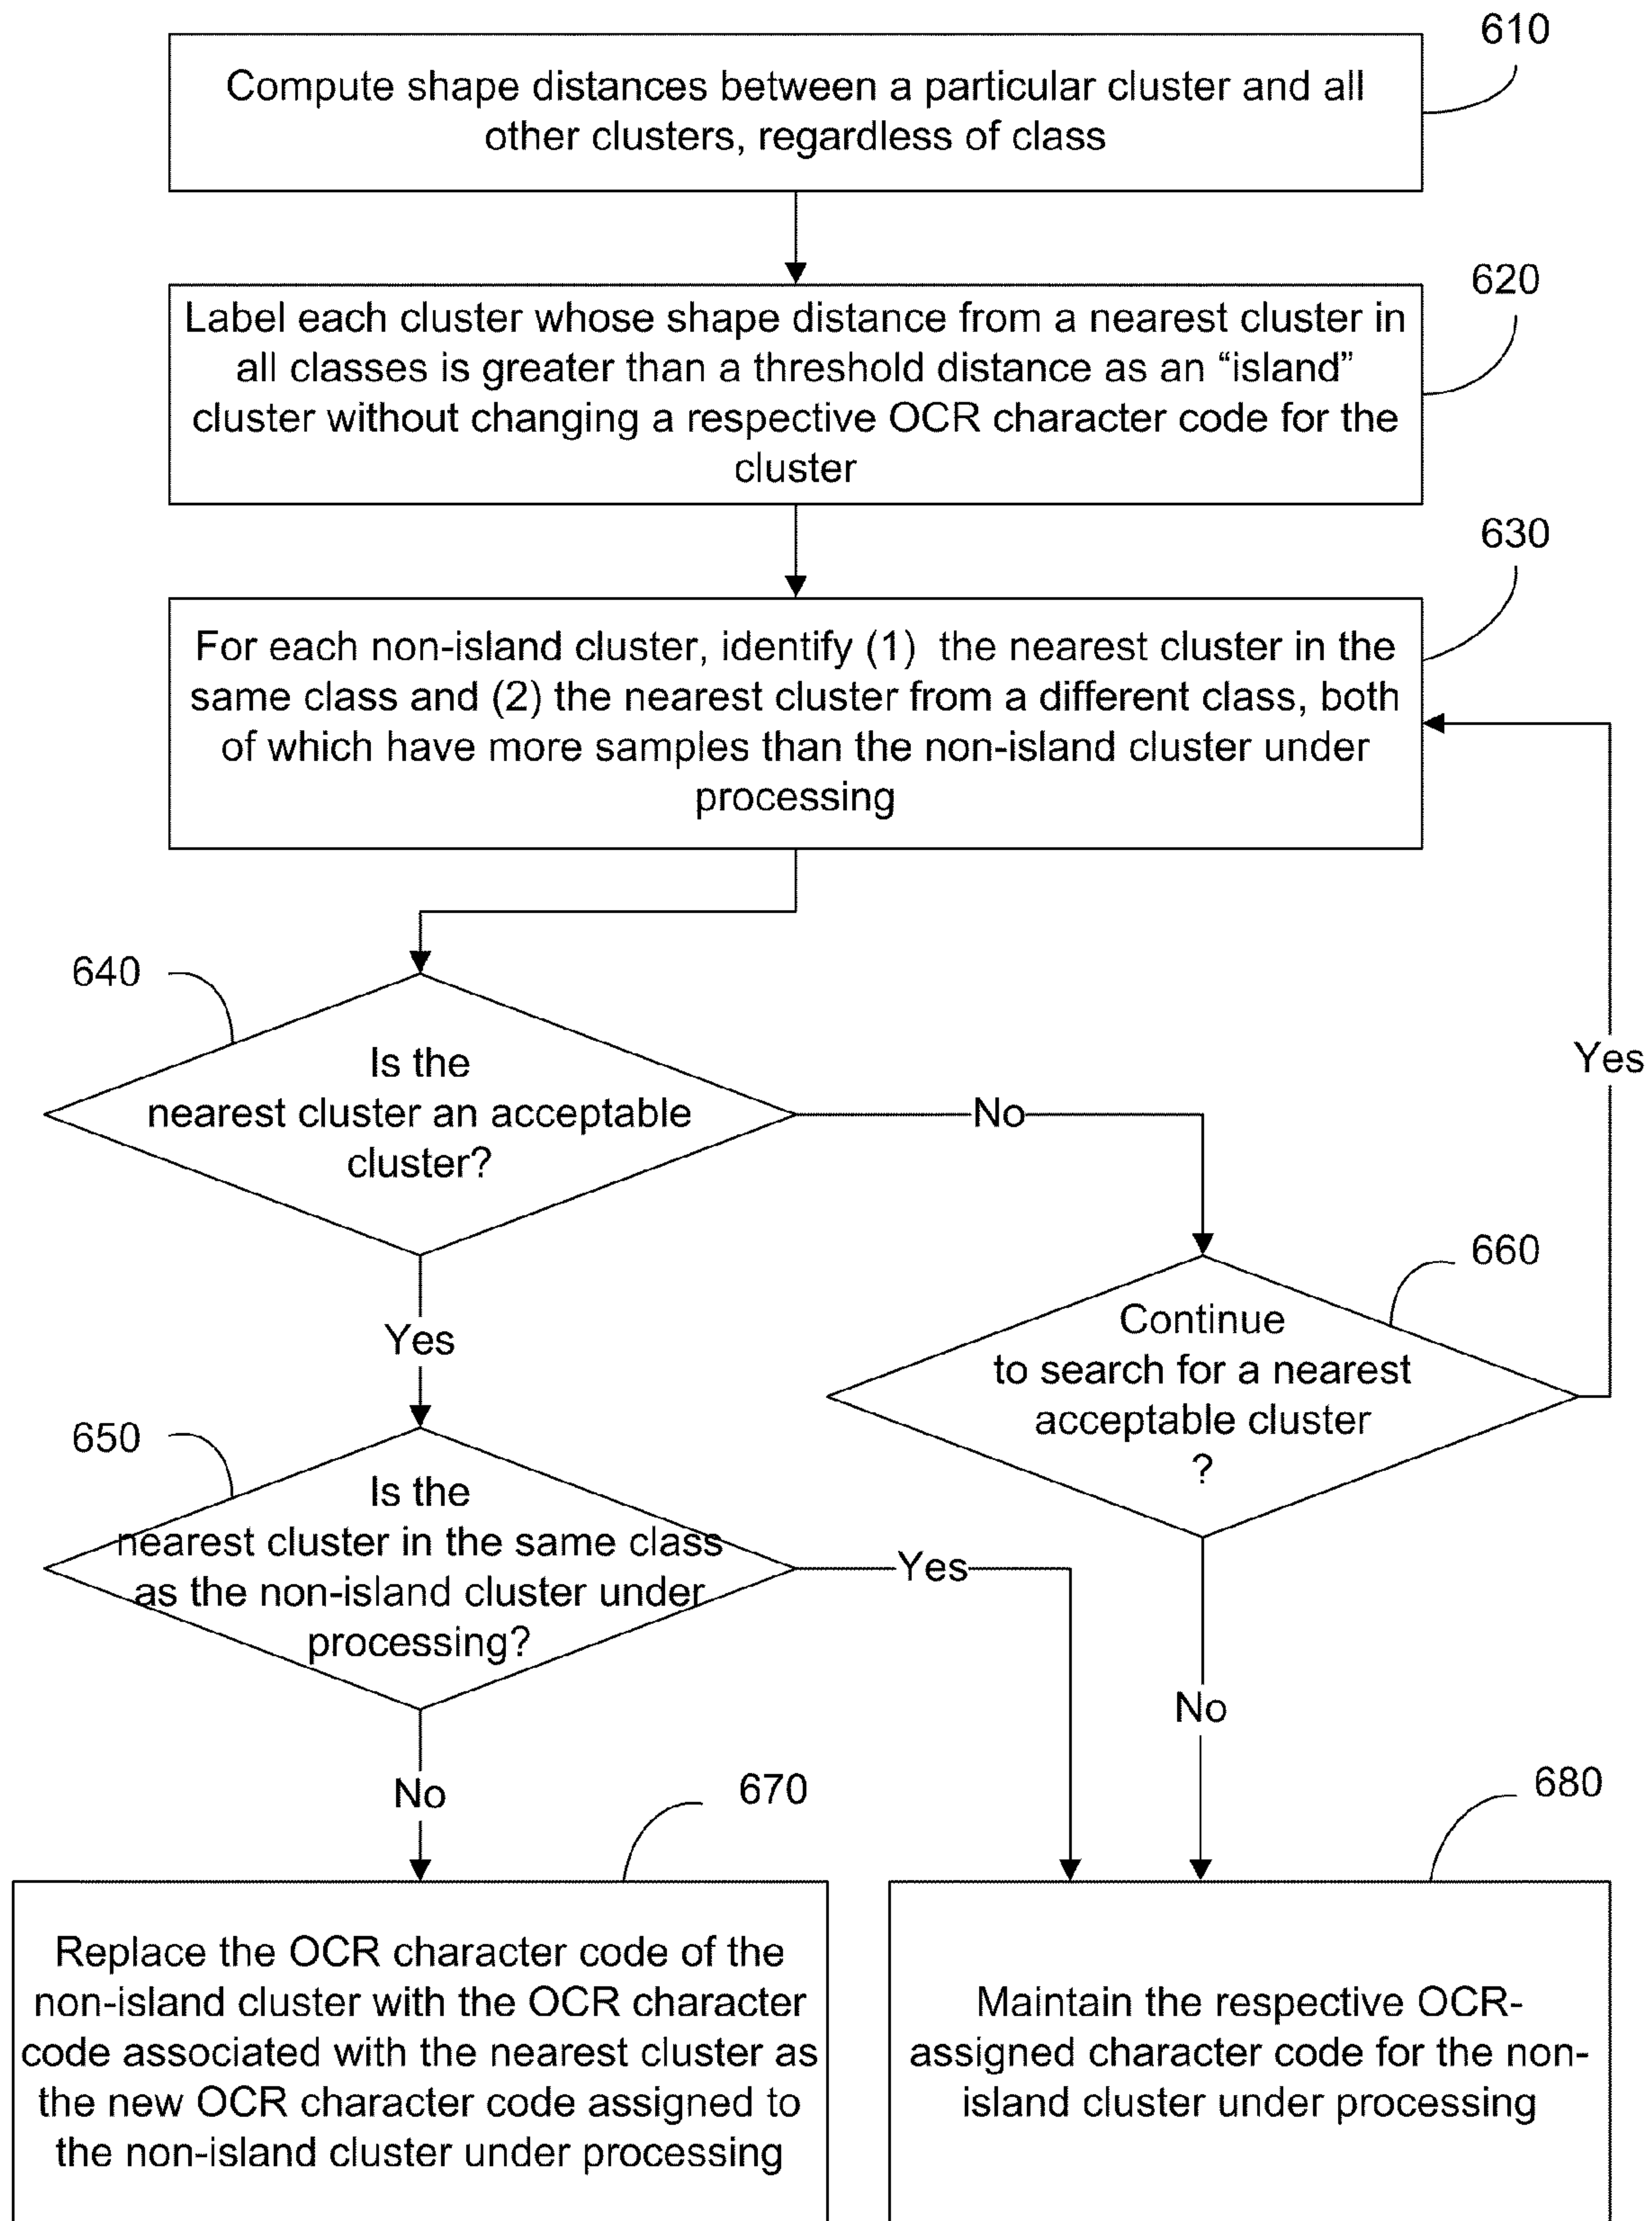 610
Compute shape distances between a particular cluster and all
other clusters, regardless of class
620
Label each cluster whose shape distance from a nearest cluster in
all classes is greater than a threshold distance as an “island”
cluster without changing a respective OCR character code for the
cluster
630
For each non-island cluster, identify (1) the nearest cluster in the
same class and (2) the nearest cluster from a different class, both
of which have more samples than the non-island cluster under
processing
640
Is the
nearest cluster an acceptable
cluster?
No
Yes
Yes
660
Continue
to search for a nearest
acceptable cluster
?
650
Is the
nearest cluster in the same class
as the non-island cluster under
processing?
Yes
No
No
670
Replace the OCR character code of the
non-island cluster with the OCR character
code associated with the nearest cluster as
the new OCR character code assigned to
the non-island cluster under processing
680
Maintain the respective OCR-
assigned character code for the non-
island cluster under processing